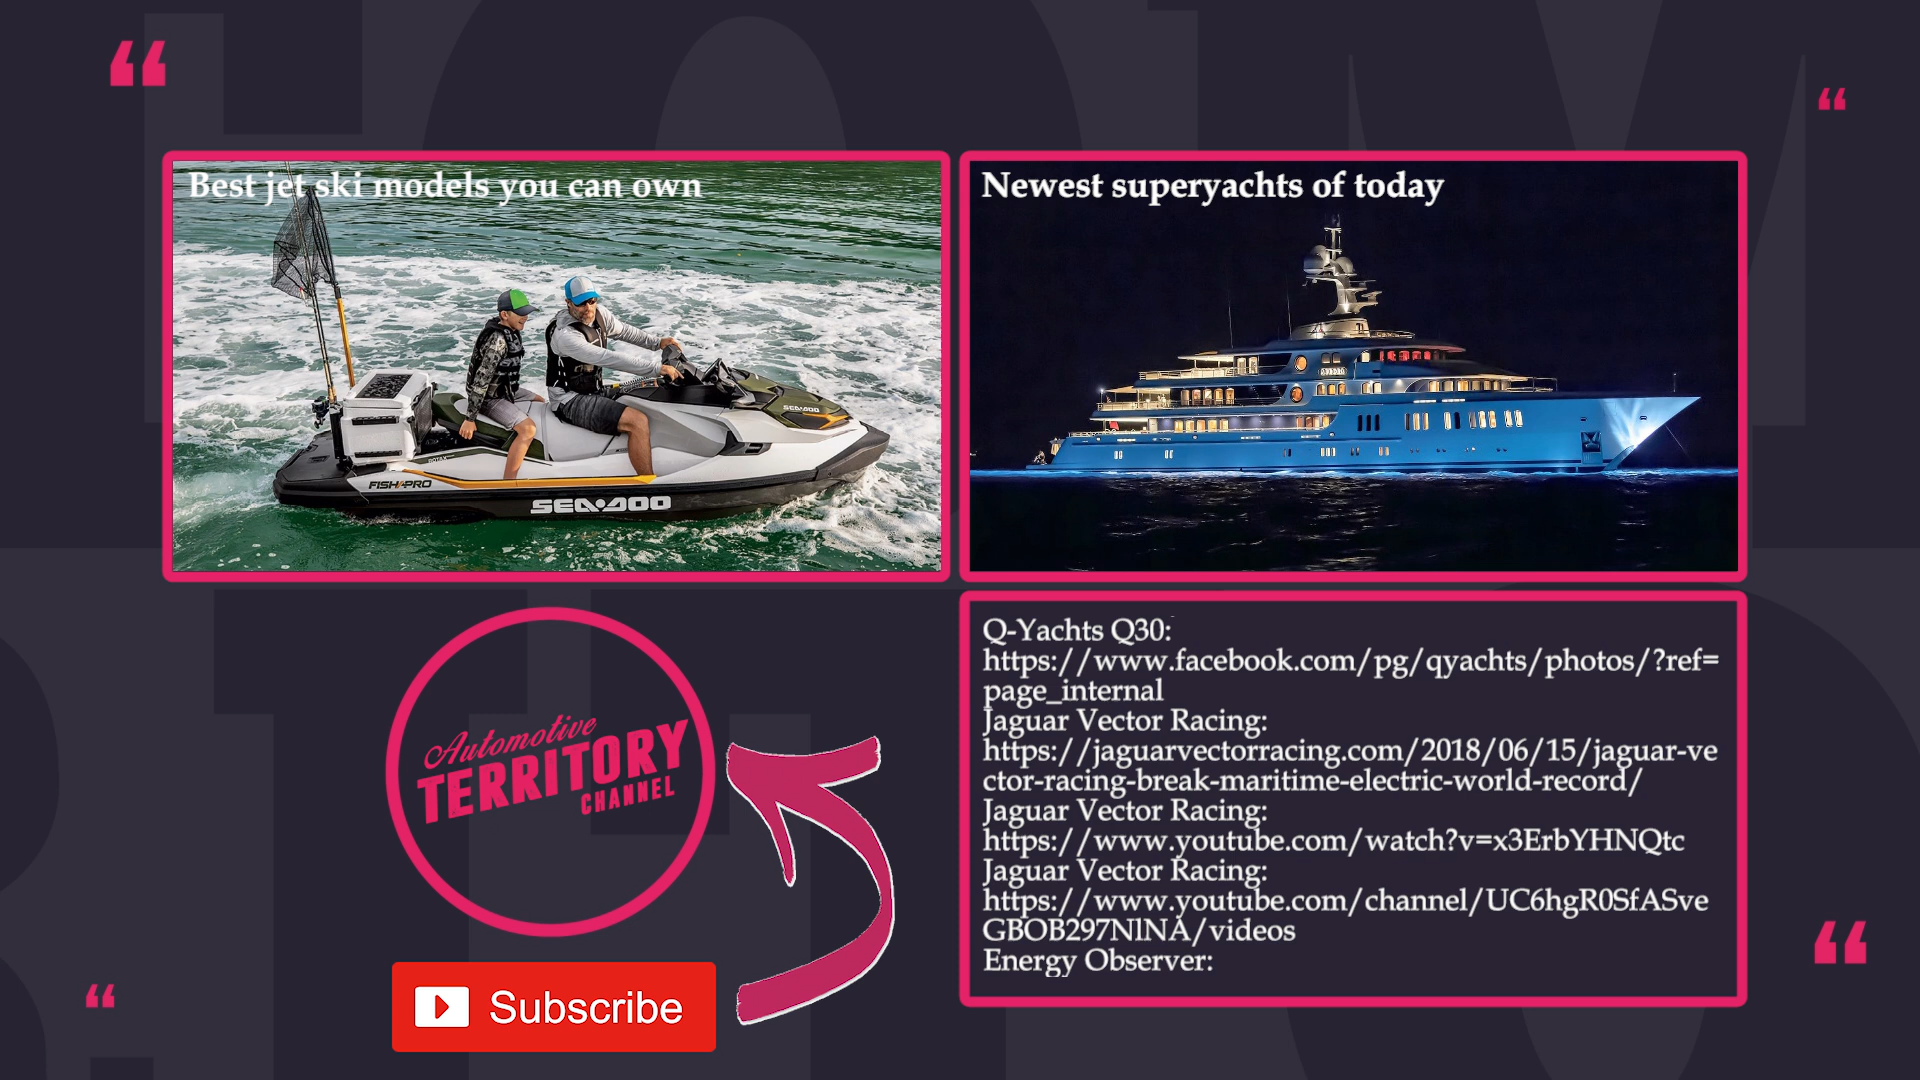 Best jet ski models you can own
Newest superyachts of today
SEA-DOO
ROTAX
FISH PRO
SEA-DOO
Q-Yachts Q30:
https://www.facebook.com/pg/qyachts/photos/?ref=
page_internal
Jaguar Vector Racing:
https://jaguarvectorracing.com/2018/06/15/jaguar-ve
ctor-racing-break-maritime-electric-world-record/
Jaguar Vector Racing:
https://www.youtube.com/watch?v=x3ErbYHNQtc
Jaguar Vector Racing:
https://www.youtube.com/channel/UC6hgR0SfASve
GBOB297NlNA/videos
Energy Observer:
Automotive
TERRITORY
CHANNEL
Subscribe